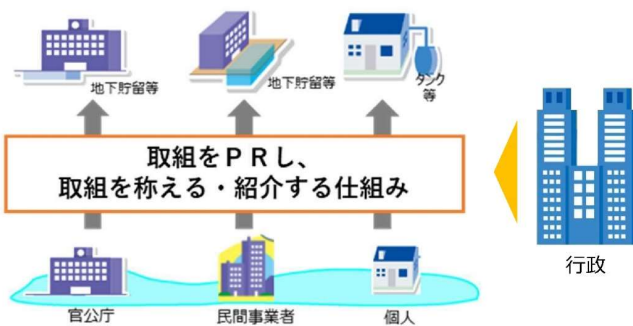 地下貯留等
地下貯留等
タンク
等
取組をＰＲし、
取組を称える・紹介する仕組み
行政
官公庁
民間事業者
個人